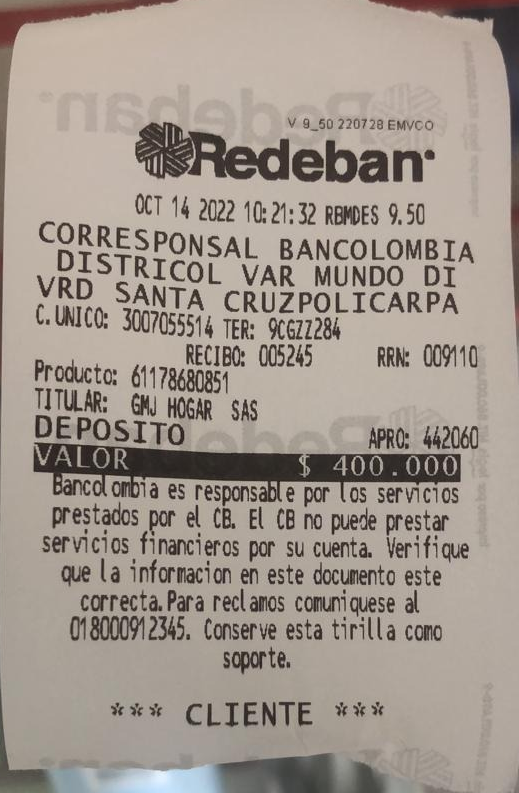 V 9_50 220728 EMVCO
Redeban
OCT 14 2022 10:21:32 RBMDES 9.50
CORRESPONSAL BANCOLOMBIA
DISTRICOL VAR MUNDO DI
VRD SANTA CRUZPOLICARPA
C.UNICO: 3007055514 TER: 9CGZZ284
RECIBO: 005245 RRN: 009110
Producto: 61178680851
TITULAR: GMJ HOGAR SAS
DEPOSITO APRO: 442060
VALOR $ 400.000
Bancolombia es responsable por los servicios
prestados por el CB. El CB no puede prestar
servicios financieros por su cuenta. Verifique
que la informacion en este documento este
correcta.Para reclamos comuniquese al
018000912345. Conserve esta tirilla como
soporte.
*** CLIENTE ***